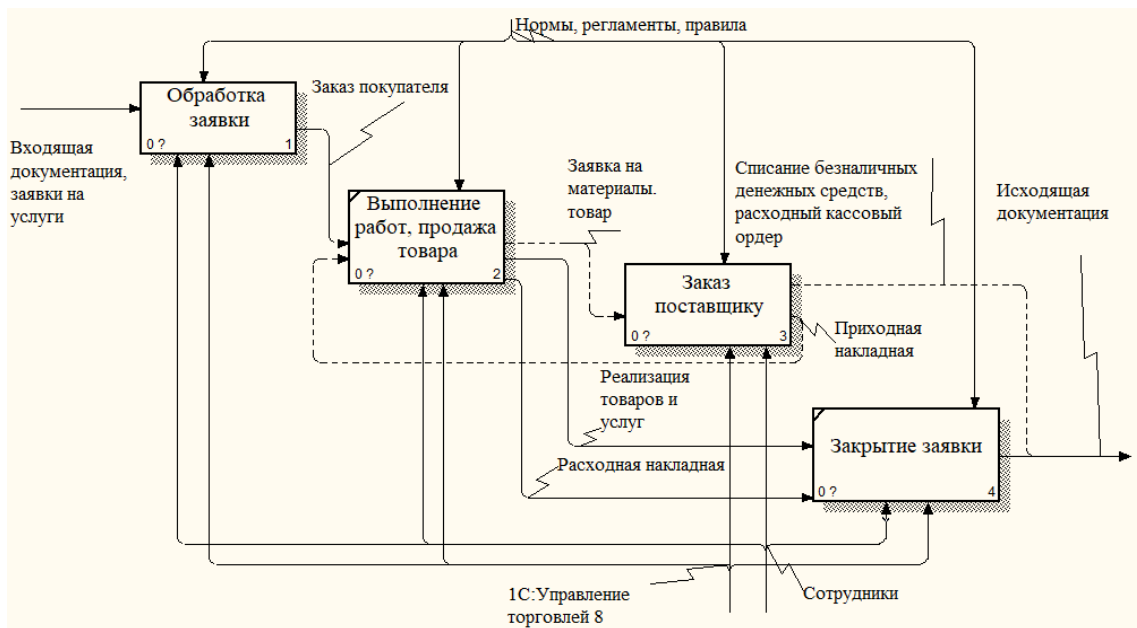 Нормы, регламенты, правила
Обработка
заявки
0 ?
1
Заказ покупателя
Входящая
документация,
заявки на
услуги
Выполнение
работ, продажа
товара
0 ?
2
Заявка на
материалы.
товар
Списание безналичных
денежных средств,
расходный кассовый
ордер
Исходящая
документация
Заказ
поставщику
0 ?
3
Приходная
накладная
Реализация
товаров и
услуг
Расходная накладная
Закрытие заявки
0 ?
4
1С:Управление
торговлей 8
Сотрудники